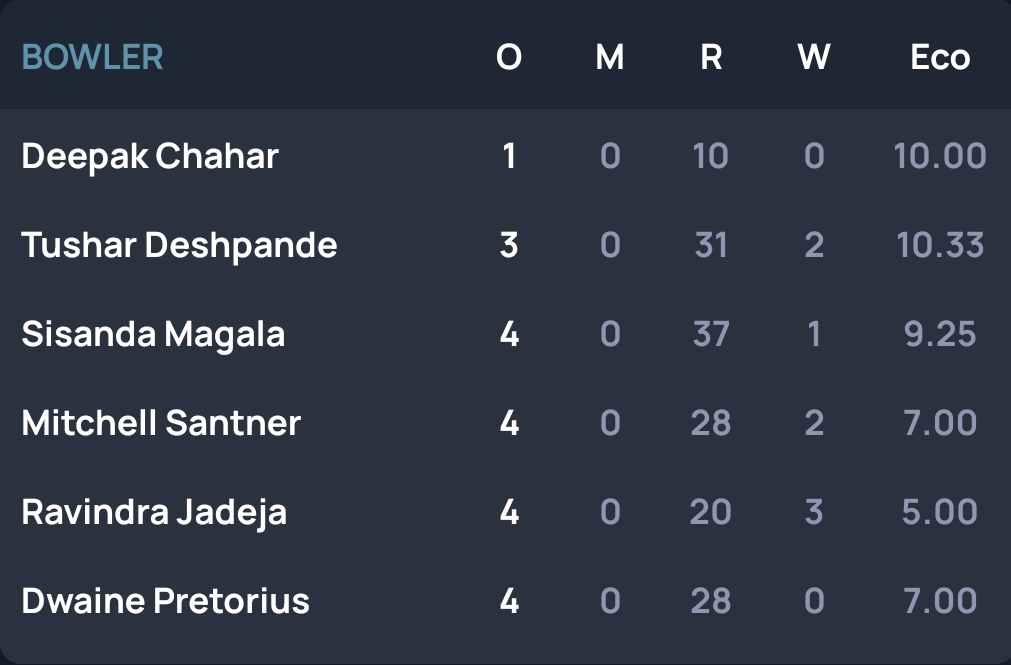 BOWLER O M R W Eco
Deepak Chahar 1 0 10 0 10.00
Tushar Deshpande 3 0 31 2 10.33
Sisanda Magala 4 0 37 1 9.25
Mitchell Santner 4 0 28 2 7.00
Ravindra Jadeja 4 0 20 3 5.00
Dwaine Pretorius 4 0 28 0 7.00